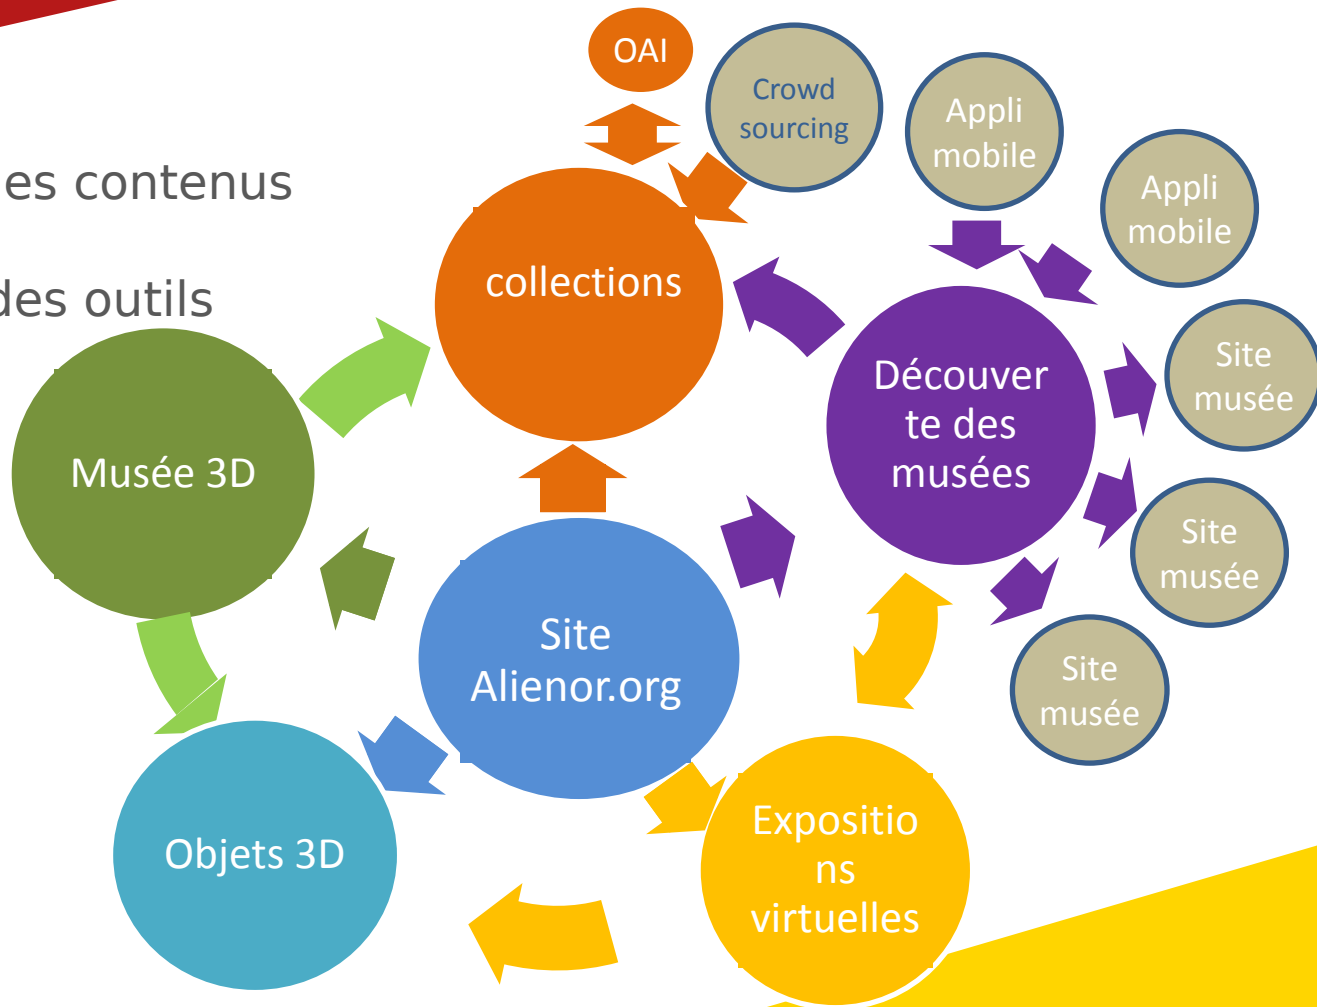 OAI
Crowd
sourcing
Appli
mobile
Appli
mobile
es contenus
des outils
collections
Découver
te des
musées
Site
musée
Musée 3D
Site
musée
Site
Alienor.org
Site
musée
Objets 3D
Expositio
ns
virtuelles